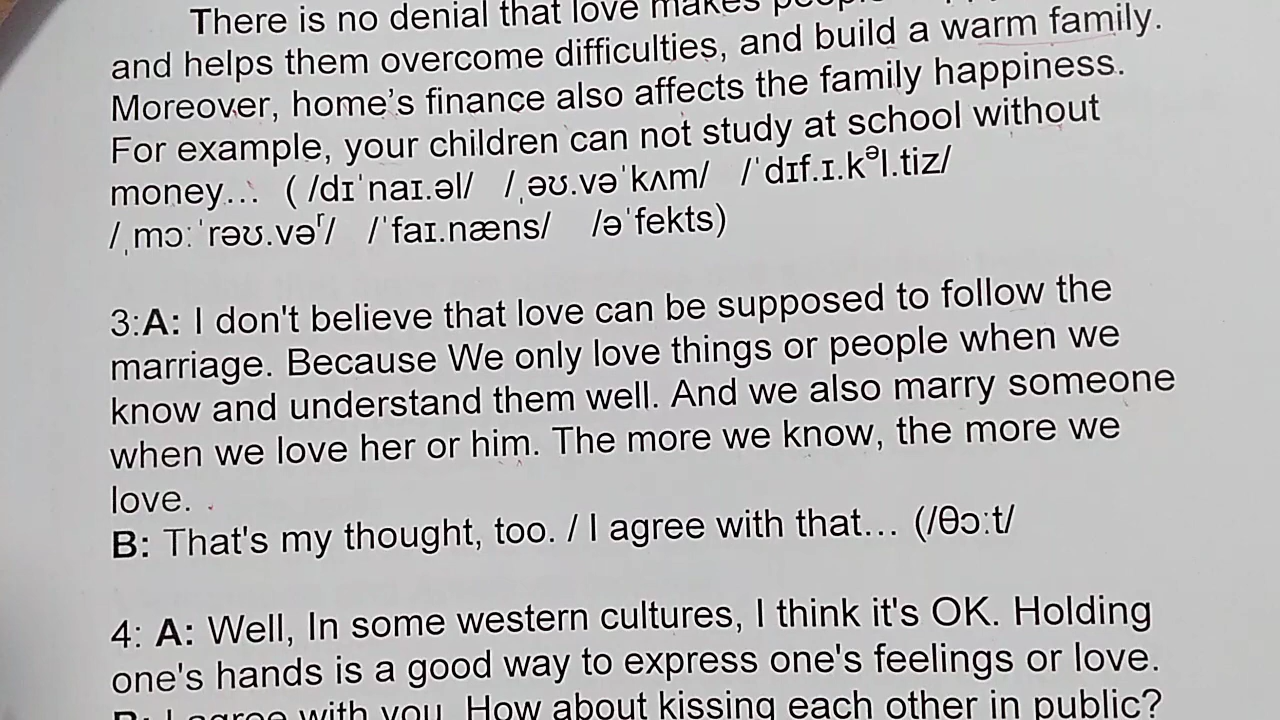 There is no denial that love makes
and helps them overcome difficulties, and build a warm family.
Moreover, home's finance also affects the family happiness.
For example, your children can not study at school without
money... ( /dɪˈnaɪ.əl/ /ˌəʊ.vəˈkʌm/ /ˈdɪf.ɪ.kᵊl.tiz/
/ˌmɔːˈrəʊ.vəʳ/ /ˈfaɪ.næns/ /əˈfekts)
3:A: I don't believe that love can be supposed to follow the
marriage. Because We only love things or people when we
know and understand them well. And we also marry someone
when we love her or him. The more we know, the more we
love.
B: That's my thought, too. / I agree with that... (/θɔːt/
4: A: Well, In some western cultures, I think it's OK. Holding
one's hands is a good way to express one's feelings or love.
B: I agree with you. How about kissing each other in public?